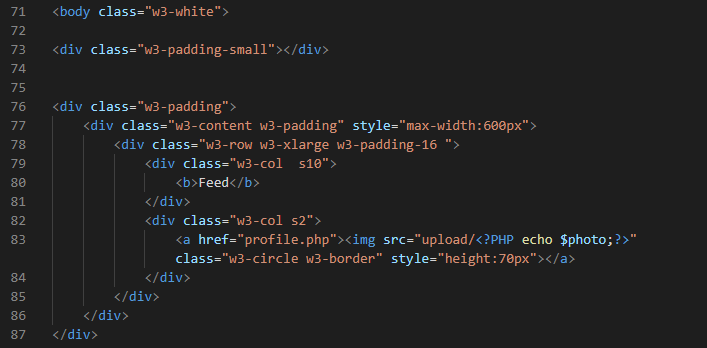 71 <body class="w3-white">
72
73 <div class="w3-padding-small"></div>
74
75
76 <div class="w3-padding">
77     <div class="w3-content w3-padding" style="max-width:600px">
78         <div class="w3-row w3-xlarge w3-padding-16 ">
79             <div class="w3-col  s10">
80                 <b>Feed</b>
81             </div>
82             <div class="w3-col s2">
83                 <a href="profile.php"><img src="upload/<?PHP echo $photo;?>"
                class="w3-circle w3-border" style="height:70px"></a>
84             </div>
85         </div>
86     </div>
87 </div>